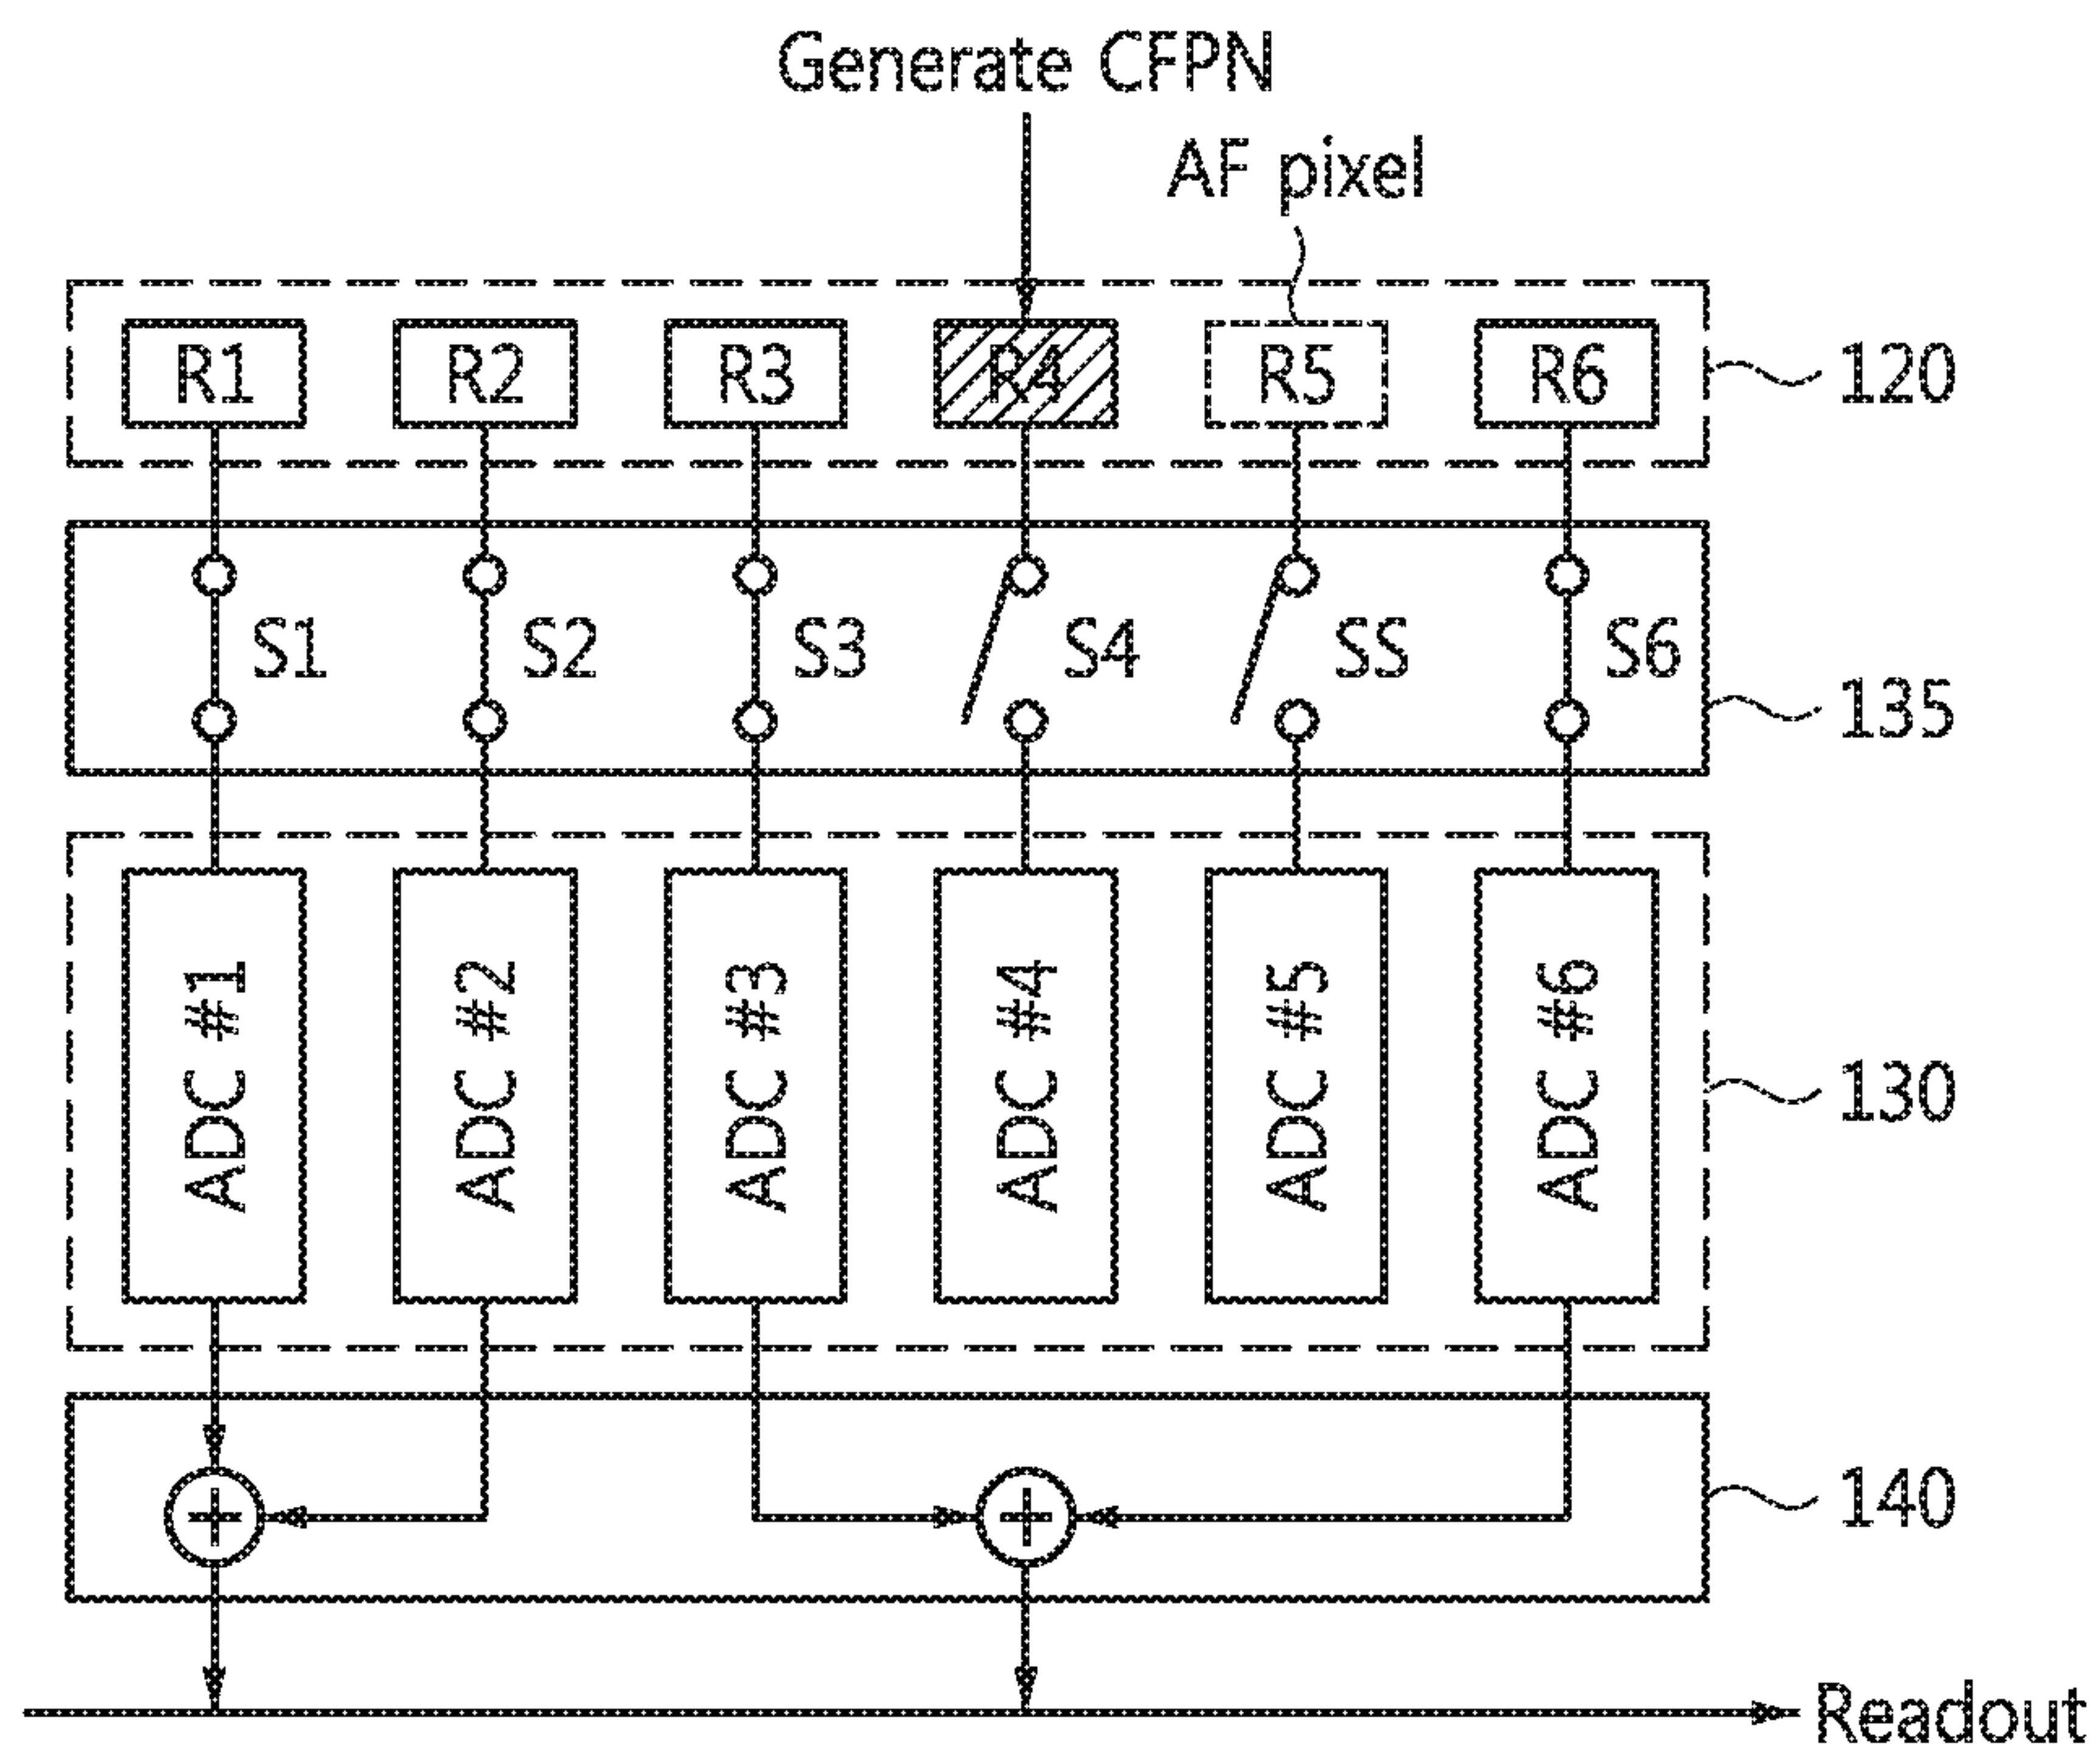 Generate CFPN
AF pixel
R1 R2 R3 R4 R5 R6 120
S1 S2 S3 S4 SS S6
135
ADC #1 ADC #2 ADC #3 ADC #4 ADC #5 ADC #6 130
140
Readout